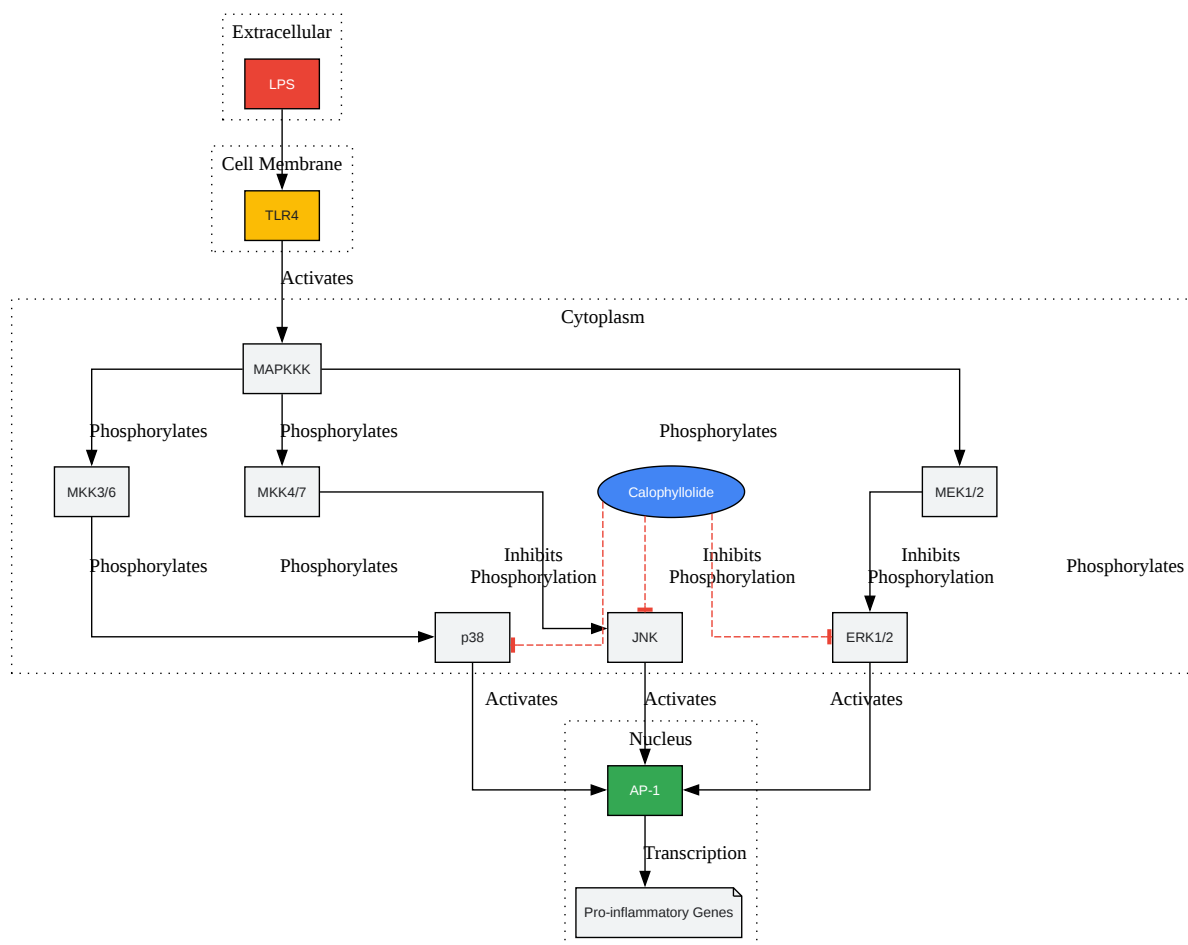 Extracellular
LPS
Cell Membrane
TLR4
Activates
Cytoplasm
MAPKKK
Phosphorylates
Phosphorylates
Phosphorylates
MKK3/6
MKK4/7
Calophyllolide
MEK1/2
Phosphorylates
Phosphorylates
Inhibits
Phosphorylation
Inhibits
Phosphorylation
Inhibits
Phosphorylation
Phosphorylates
p38
JNK
ERK1/2
Activates
Activates
Activates
Nucleus
AP-1
Transcription
Pro-inflammatory Genes